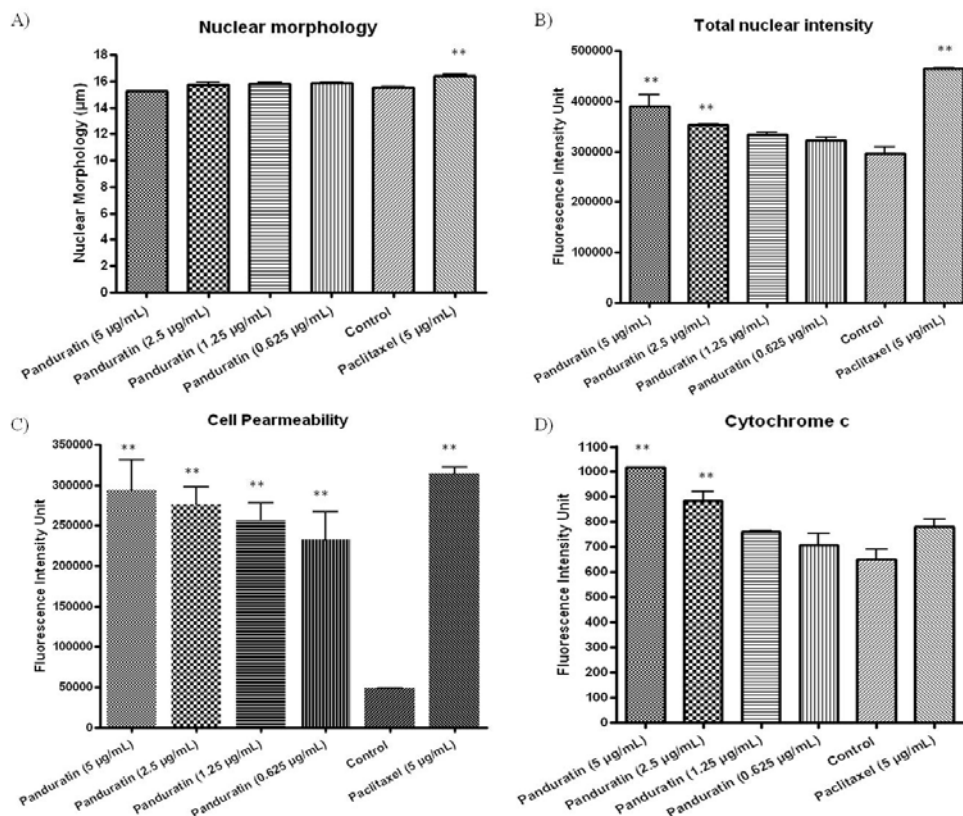 A)
Nuclear morphology
**
18
16
14
12
10
8
6
4
2
0
Nuclear Morphology (µm)
Panduratin (5 µg/mL)
Panduratin (2.5 µg/mL)
Panduratin (1.25 µg/mL)
Panduratin (0.625 µg/mL)
Control
Paclitaxel (5 µg/mL)
B)
Total nuclear intensity
**
**
**
500000
400000
300000
200000
100000
0
Fluorescence Intensity Unit
Panduratin (5 µg/mL)
Panduratin (2.5 µg/mL)
Panduratin (1.25 µg/mL)
Panduratin (0.625 µg/mL)
Control
Paclitaxel (5 µg/mL)
C)
Cell Pearmeability
**
**
**
**
**
350000
300000
250000
200000
150000
100000
50000
0
Fluorescence Intensity Unit
Panduratin (5 µg/mL)
Panduratin (2.5 µg/mL)
Panduratin (1.25 µg/mL)
Panduratin (0.625 µg/mL)
Control
Paclitaxel (5 µg/mL)
D)
Cytochrome c
**
**
1100
1000
900
800
700
600
500
400
300
200
100
0
Fluorescence Intensity Unit
Panduratin (5 µg/mL)
Panduratin (2.5 µg/mL)
Panduratin (1.25 µg/mL)
Panduratin (0.625 µg/mL)
Control
Paclitaxel (5 µg/mL)